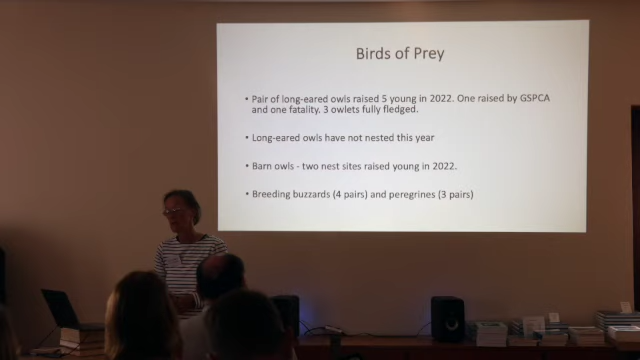 Birds of Prey
• Pair of long-eared owls raised 5 young in 2022. One raised by GSPCA
and one fatality. 3 owlets fully fledged.
• Long-eared owls have not nested this year
• Barn owls - two nest sites raised young in 2022.
• Breeding buzzards (4 pairs) and peregrines (3 pairs)